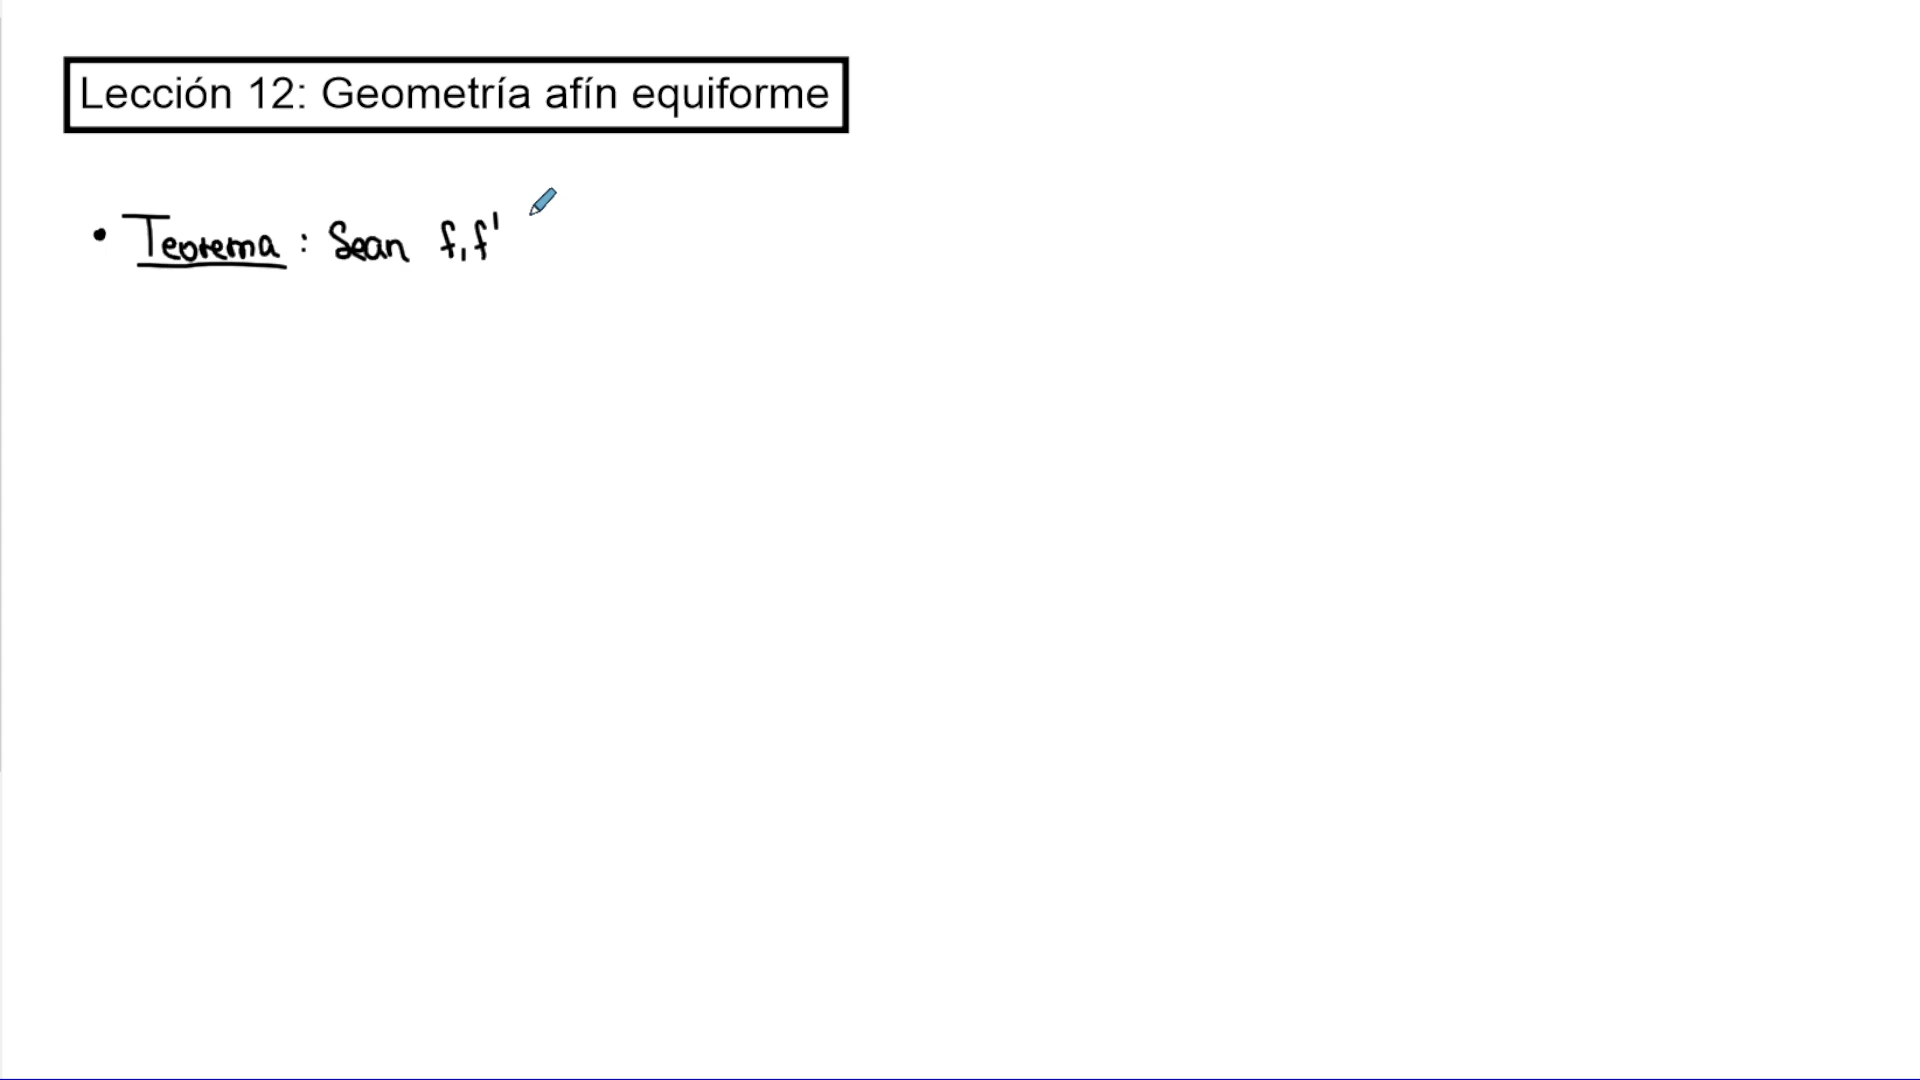 Lección 12: Geometría afín equiforme
• Teorema : Sean f, f'